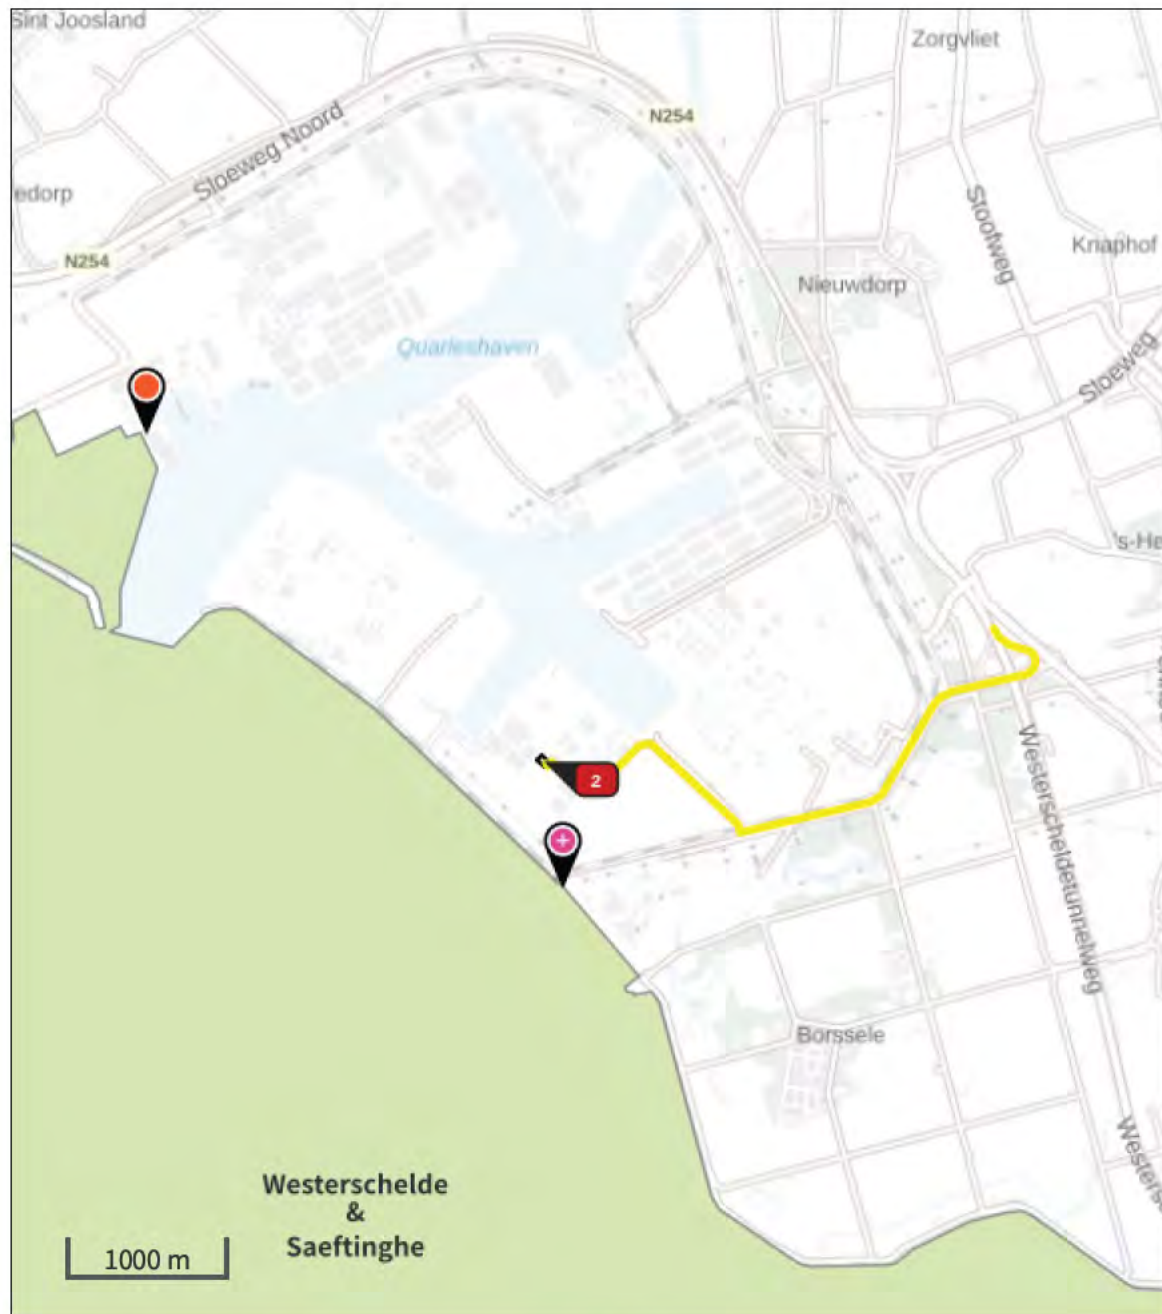 Sint Joosland
Zorgvliet
N254
Sloeweg Noord
edorp
Stoofweg
Knaphof
N254
Nieuwdorp
Quarleshaven
Sloeweg
's-He
2
Westerscheldetunnelweg
Borssele
Westers
Westerschelde
&
Saeftinghe
1000 m